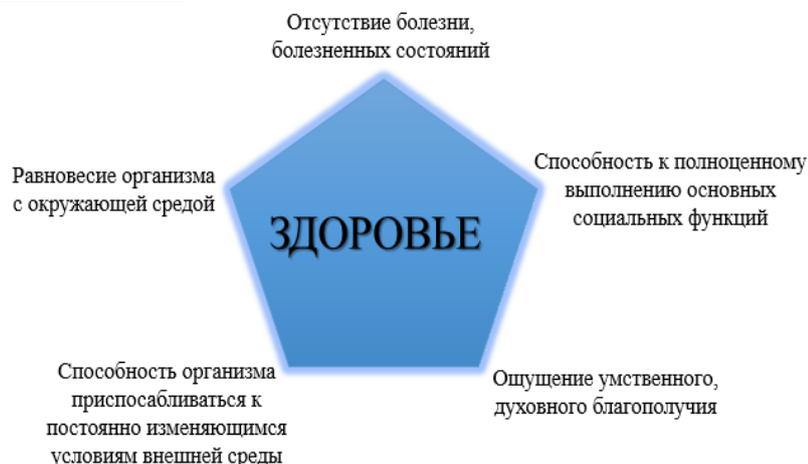 Отсутствие болезни,
болезненных состояний
Равновесие организма
с окружающей средой
Способность к полноценному
выполнению основных
социальных функций
ЗДОРОВЬЕ
Способность организма
приспосабливаться к
постоянно изменяющимся
условиям внешней среды
Ощущение умственного,
духовного благополучия